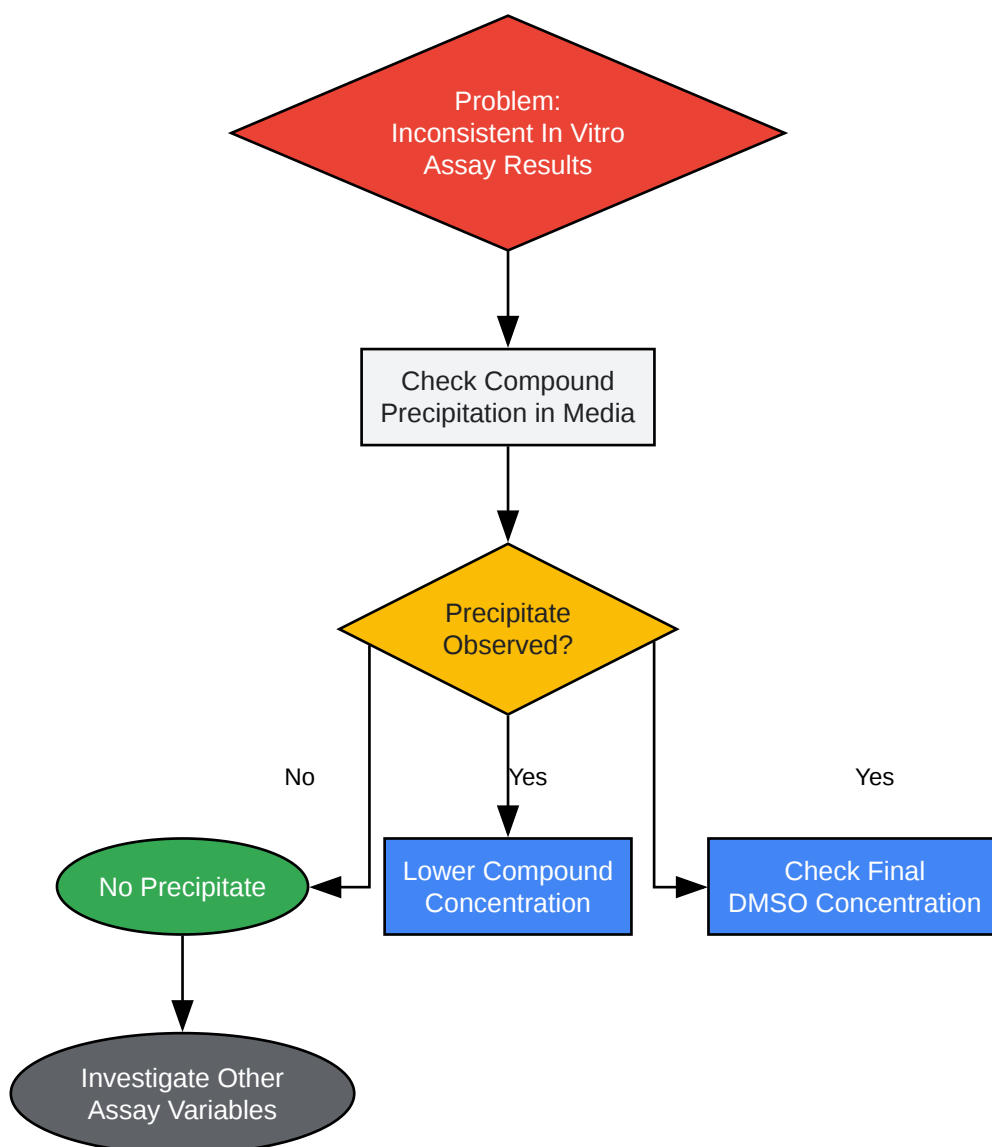 Problem:
Inconsistent In Vitro
Assay Results
Check Compound
Precipitation in Media
Precipitate
Observed?
No
Yes
Yes
No Precipitate
Lower Compound
Concentration
Check Final
DMSO Concentration
Investigate Other
Assay Variables